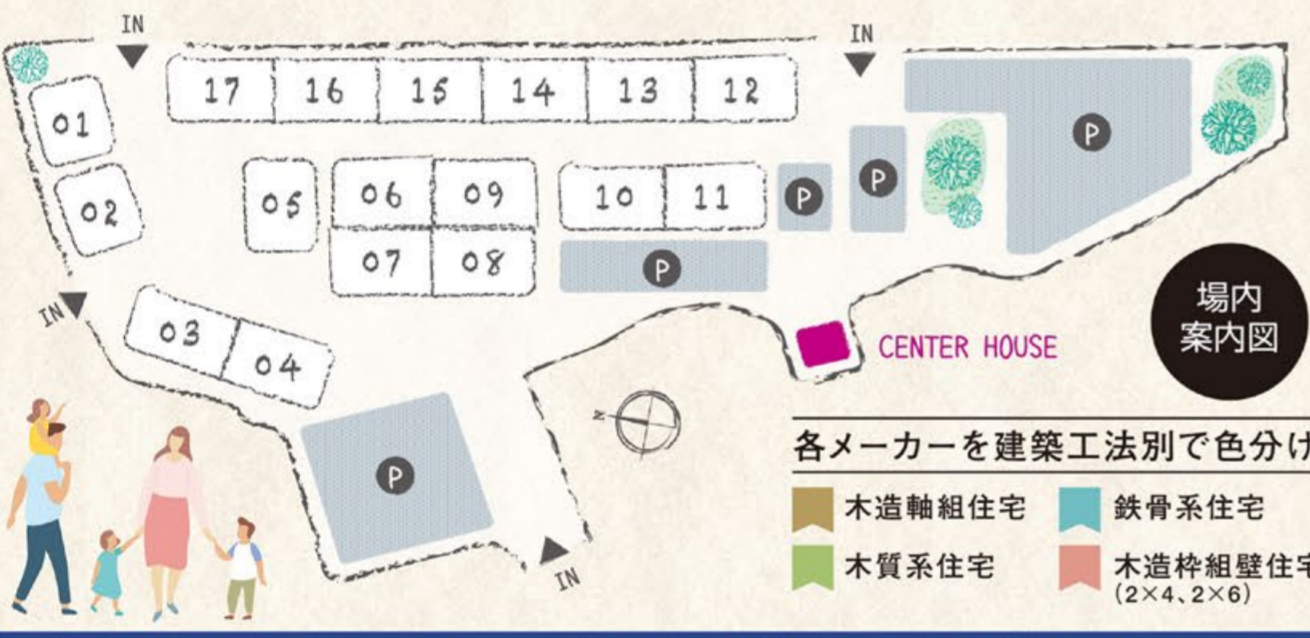 IN
IN
17 16 15 14 13 12
01
02
05
06 09
07 08
10 11
P
P
P
P
IN
03 04
P
IN
N
CENTER HOUSE
場内
案内図
各メーカーを建築工法別で色分け
木造軸組住宅
鉄骨系住宅
木質系住宅
木造枠組壁住宅
(2×4、2×6)